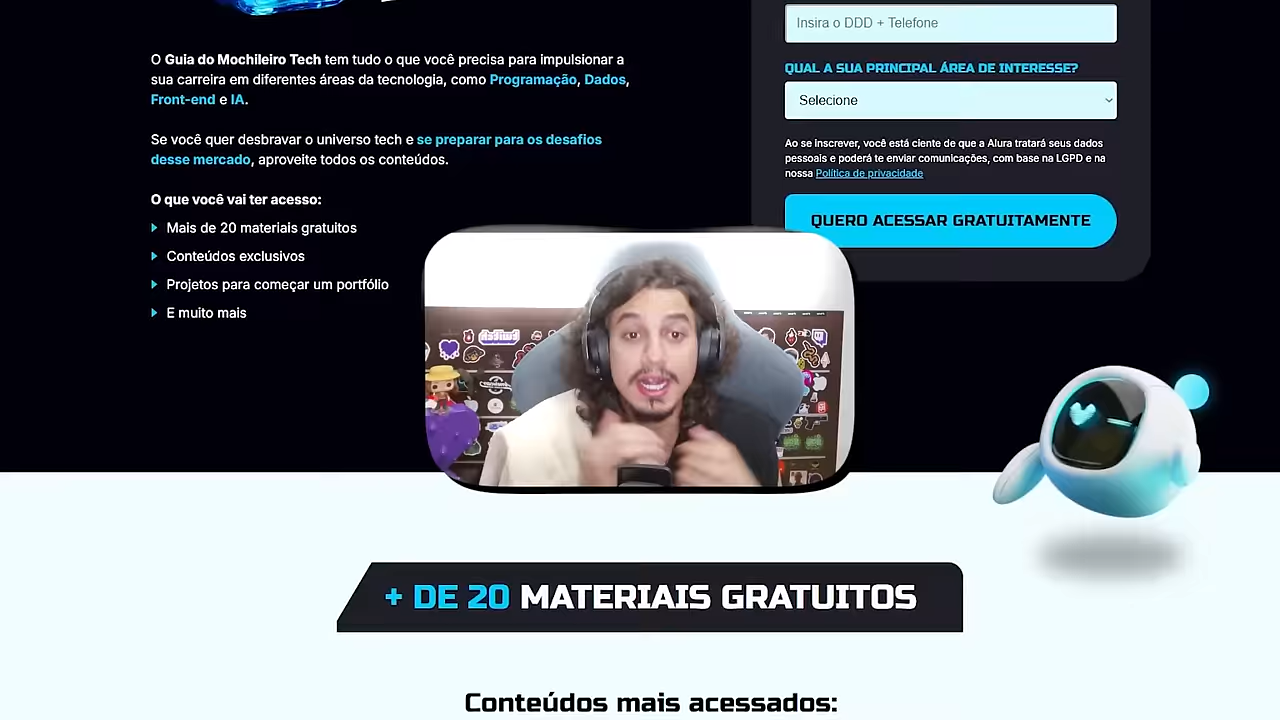 O Guia do Mochileiro Tech tem tudo o que você precisa para impulsionar a
sua carreira em diferentes áreas da tecnologia, como Programação, Dados,
Front-end e IA.
Se você quer desbravar o universo tech e se preparar para os desafios
desse mercado, aproveite todos os conteúdos.
O que você vai ter acesso:
Mais de 20 materiais gratuitos
Conteúdos exclusivos
Projetos para começar um portfólio
E muito mais
Insira o DDD + Telefone
QUAL A SUA PRINCIPAL ÁREA DE INTERESSE?
Selecione
Ao se inscrever, você está ciente de que a Alura tratará seus dados
pessoais e poderá te enviar comunicações, com base na LGPD e na
nossa Política de privacidade
QUERO ACESSAR GRATUITAMENTE
+ DE 20 MATERIAIS GRATUITOS
Conteúdos mais acessados: